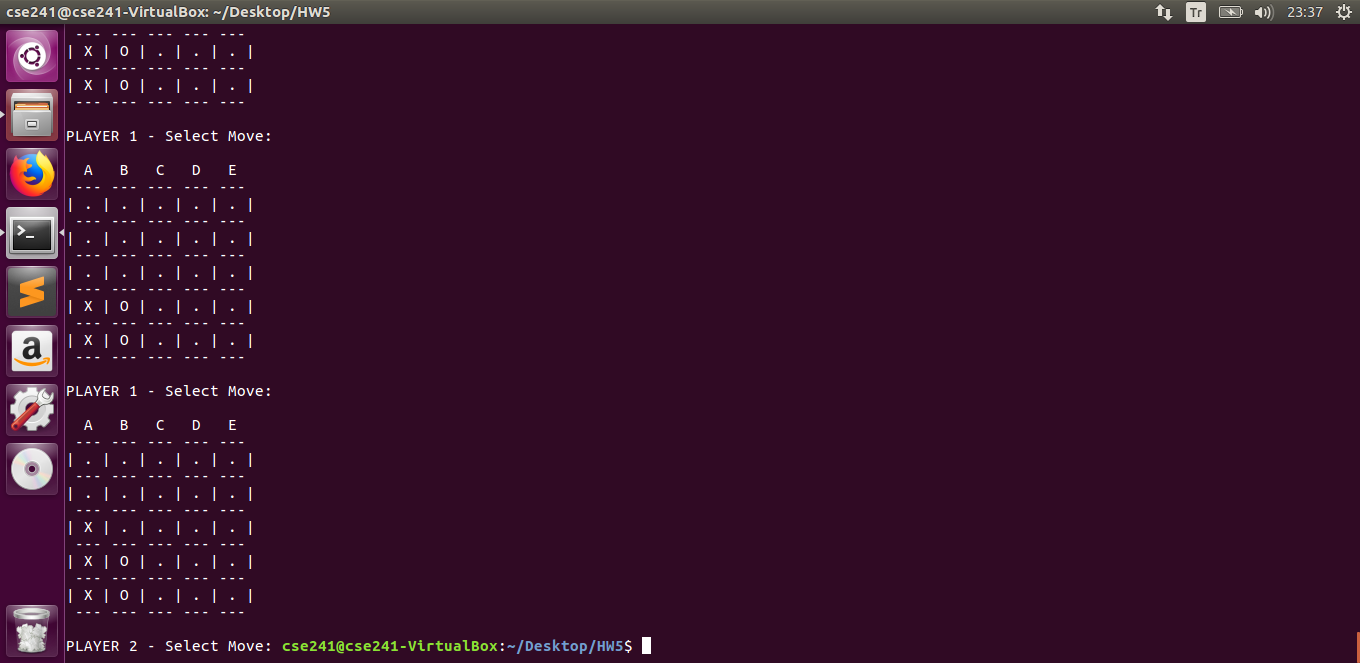 cse241@cse241-VirtualBox: ~/Desktop/HW5
Tr
23:37
--- --- --- --- ---
| X | O | . | . | . |
--- --- --- --- ---
| X | O | . | . | . |
--- --- --- --- ---
PLAYER 1 - Select Move:
A B C D E
--- --- --- --- ---
| . | . | . | . | . |
--- --- --- --- ---
| . | . | . | . | . |
--- --- --- --- ---
| . | . | . | . | . |
--- --- --- --- ---
| X | O | . | . | . |
--- --- --- --- ---
| X | O | . | . | . |
--- --- --- --- ---
PLAYER 1 - Select Move:
A B C D E
--- --- --- --- ---
| . | . | . | . | . |
--- --- --- --- ---
| . | . | . | . | . |
--- --- --- --- ---
| X | . | . | . | . |
--- --- --- --- ---
| X | O | . | . | . |
--- --- --- --- ---
| X | O | . | . | . |
--- --- --- --- ---
PLAYER 2 - Select Move: cse241@cse241-VirtualBox:~/Desktop/HW5$